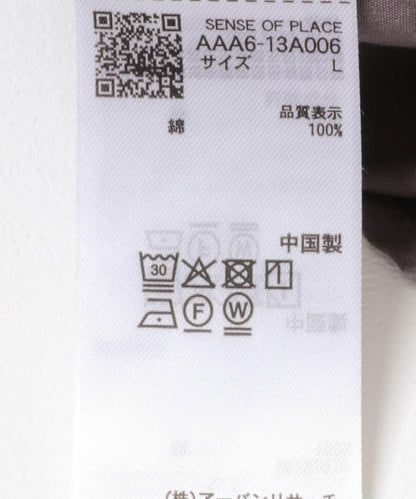 SENSE OF PLACE
AAA6-13A006
サイズ L
品質表示
綿 100%
中国製
30
F W
(株)アーバンリサーチ